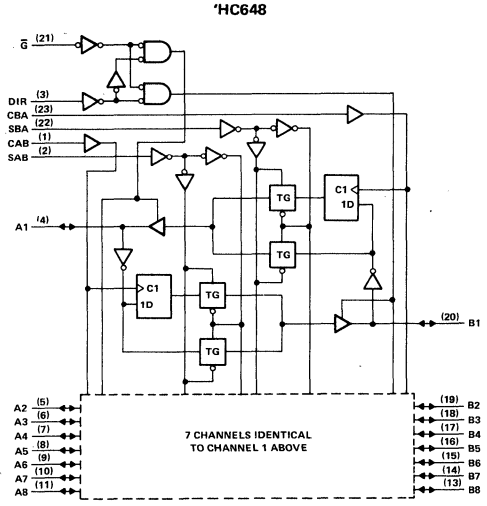 'HC648
G (21)
DIR (3)
CBA (23)
SBA (22)
CAB (1)
SAB (2)
C1
1D
TG
A1 (4)
TG
C1
1D
TG
(20) B1
TG
A2 (5)
A3 (6)
A4 (7)
A5 (8)
A6 (9)
A7 (10)
A8 (11)
7 CHANNELS IDENTICAL
TO CHANNEL 1 ABOVE
(19) B2
(18) B3
(17) B4
(16) B5
(15) B6
(14) B7
(13) B8